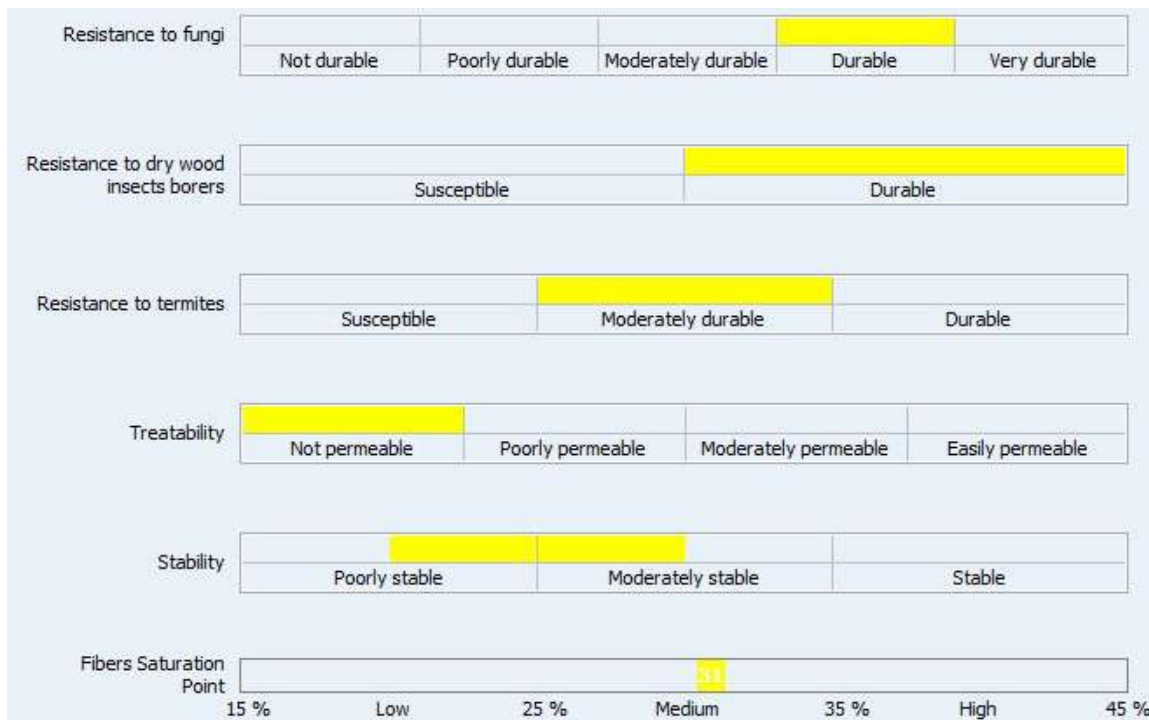 Resistance to fungi
Not durable Poorly durable Moderately durable Durable Very durable
Resistance to dry wood
insects borers
Susceptible Durable
Resistance to termites
Susceptible Moderately durable Durable
Treatability
Not permeable Poorly permeable Moderately permeable Easily permeable
Stability
Poorly stable Moderately stable Stable
Fibers Saturation
Point
31
15 % Low 25 % Medium 35 % High 45 %